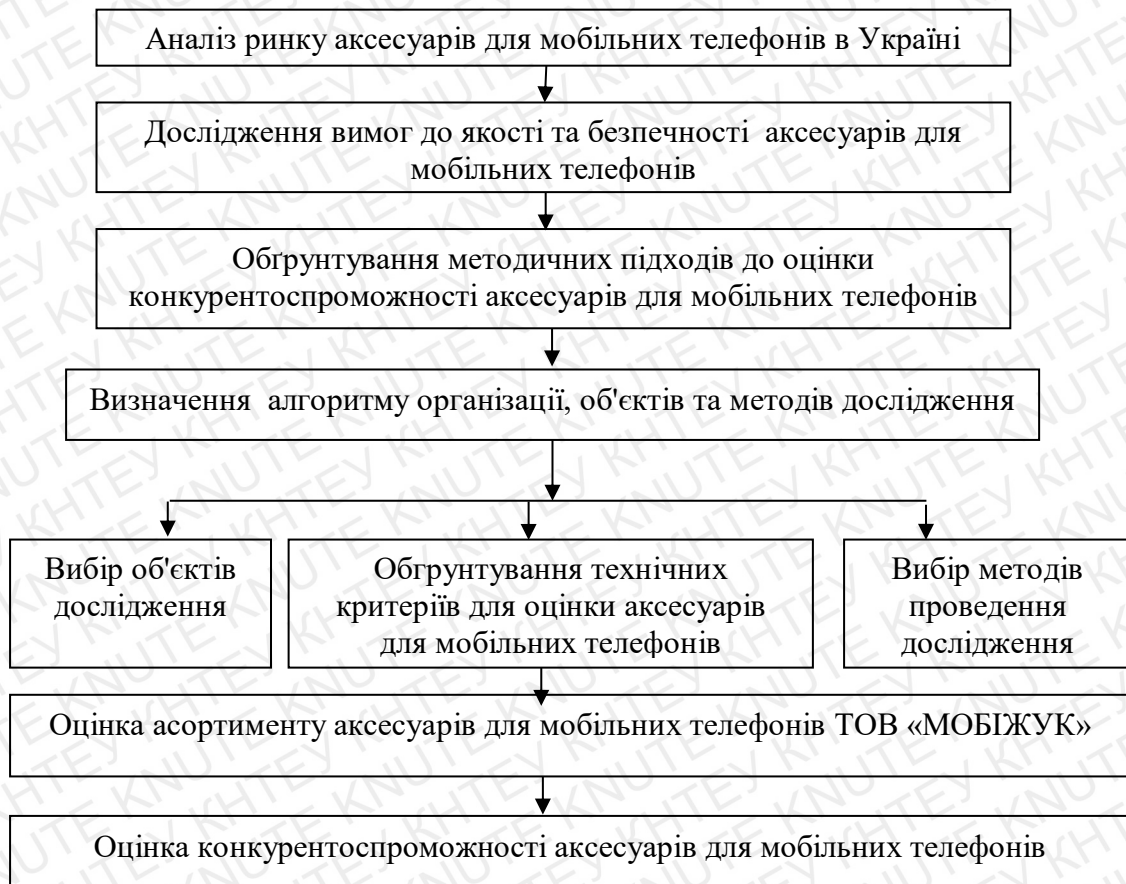 Аналіз ринку аксесуарів для мобільних телефонів в Україні
Дослідження вимог до якості та безпечності аксесуарів для
мобільних телефонів
Обґрунтування методичних підходів до оцінки
конкурентоспроможності аксесуарів для мобільних телефонів
Визначення алгоритму організації, об'єктів та методів дослідження
Вибір об'єктів
дослідження
Обгрунтування технічних
критеріїв для оцінки аксесуарів
для мобільних телефонів
Вибір методів
проведення
дослідження
Оцінка асортименту аксесуарів для мобільних телефонів ТОВ «МОБІЖУК»
Оцінка конкурентоспроможності аксесуарів для мобільних телефонів